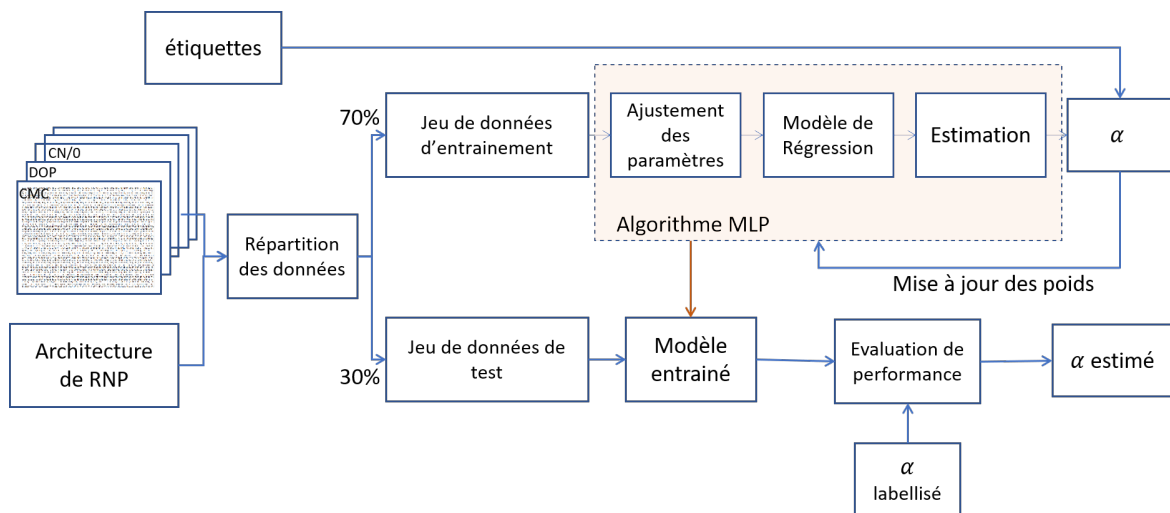 étiquettes
CN/0
DOP
CMC
Architecture
de RNP
Répartition
des données
70%
30%
Jeu de données
d'entrainement
Ajustement
des
paramètres
Modèle de
Régression
Estimation
α
Algorithme MLP
Mise à jour des poids
Jeu de données de
test
Modèle
entrainé
Evaluation de
performance
α estimé
α
labellisé